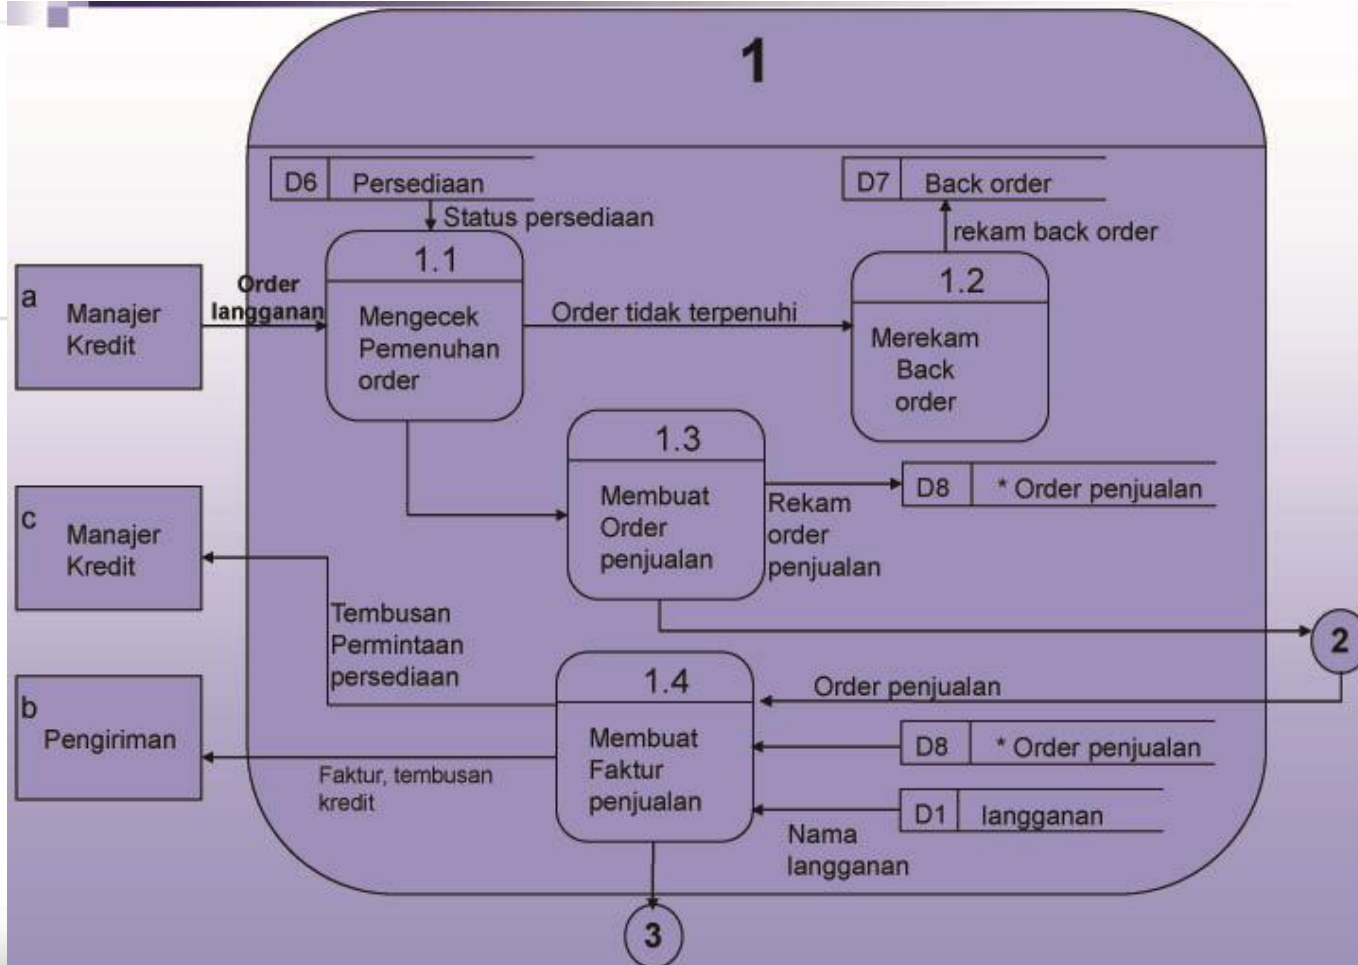 1
D6 Persediaan
D7 Back order
Status persediaan
rekam back order
a
Manajer
Kredit
Order
langganan
1.1
Mengecek
Pemenuhan
order
Order tidak terpenuhi
1.2
Merekam
Back
order
1.3
Membuat
Order
penjualan
Rekam
order
penjualan
D8 * Order penjualan
c
Manajer
Kredit
Tembusan
Permintaan
persediaan
2
1.4
Membuat
Faktur
penjualan
Order penjualan
b
Pengiriman
Faktur, tembusan
kredit
D8 * Order penjualan
D1 langganan
Nama
langganan
3